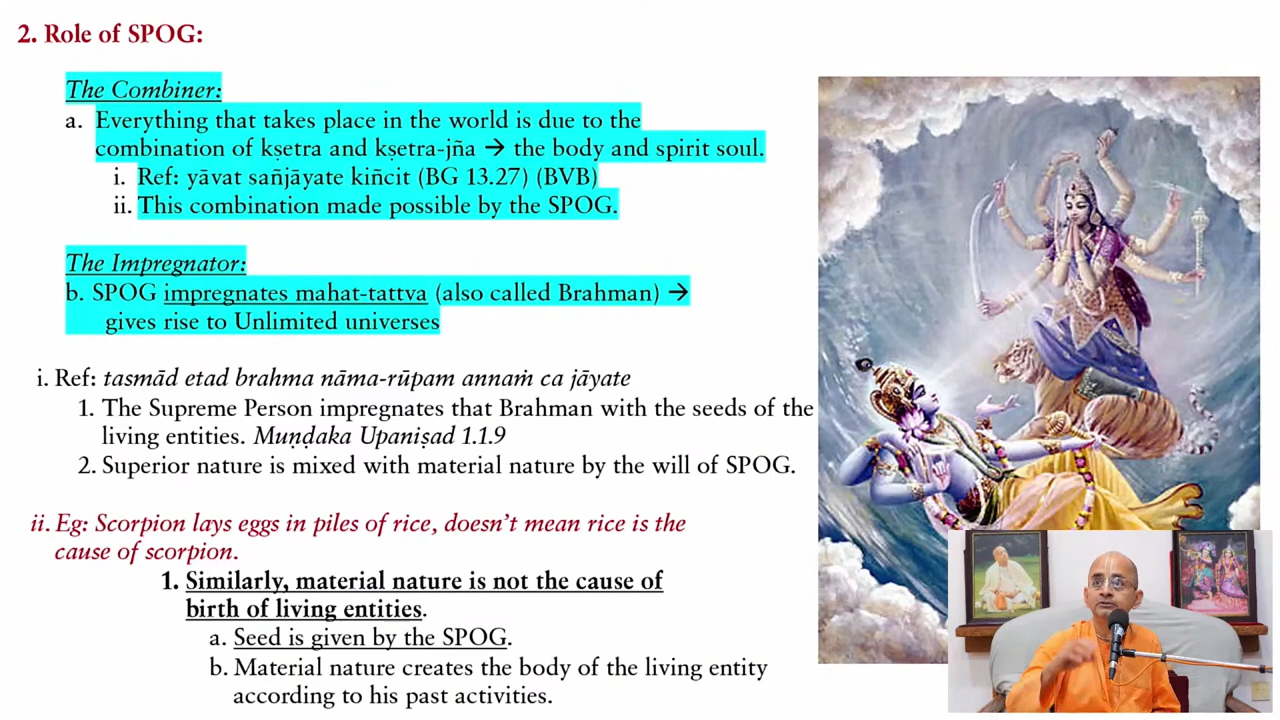 2. Role of SPOG:
The Combiner:
a. Everything that takes place in the world is due to the
combination of kṣetra and kṣetra-jña → the body and spirit soul.
i. Ref: yāvat sañjāyate kiñcit (BG 13.27) (BVB)
ii. This combination made possible by the SPOG.
The Impregnator:
b. SPOG impregnates mahat-tattva (also called Brahman) →
gives rise to Unlimited universes
i. Ref: tasmād etad brahma nāma-rūpam annaṁ ca jāyate
1. The Supreme Person impregnates that Brahman with the seeds of the
living entities. Muṇḍaka Upaniṣad 1.1.9
2. Superior nature is mixed with material nature by the will of SPOG.
ii. Eg: Scorpion lays eggs in piles of rice, doesn't mean rice is the
cause of scorpion.
1. Similarly, material nature is not the cause of
birth of living entities.
a. Seed is given by the SPOG.
b. Material nature creates the body of the living entity
according to his past activities.